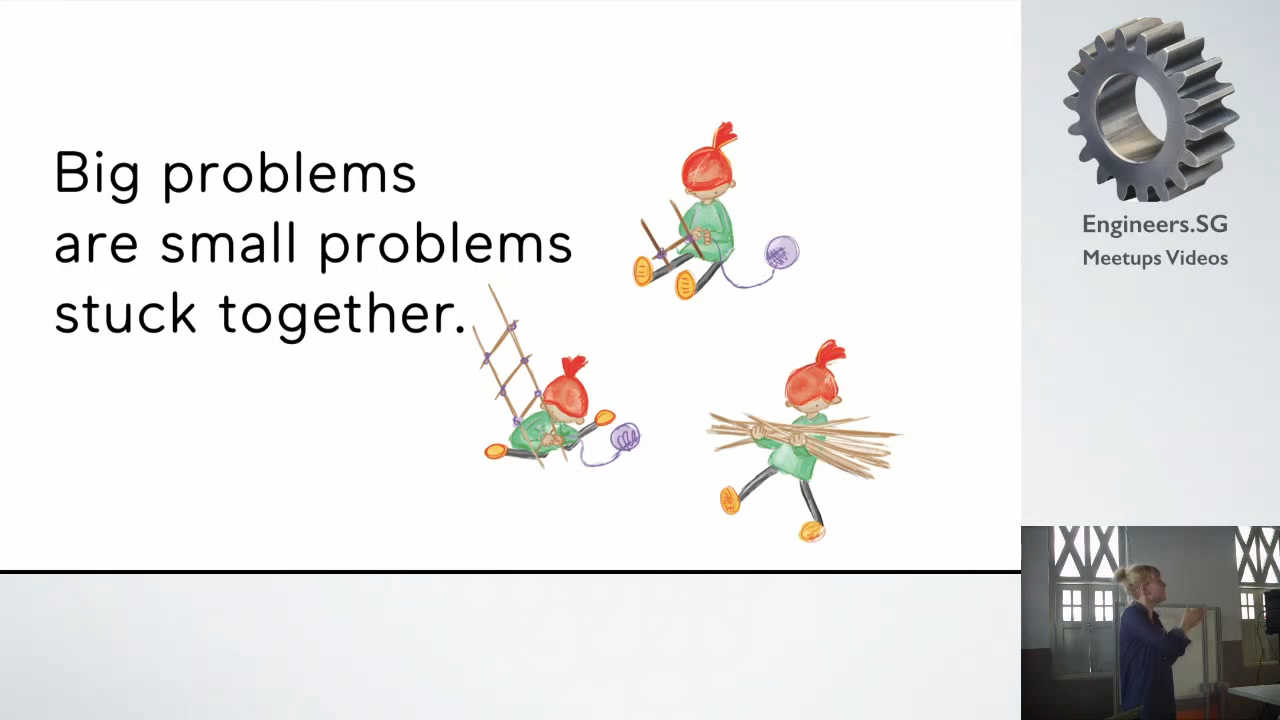 Big problems
are small problems
stuck together.
Engineers.SG
Meetups Videos